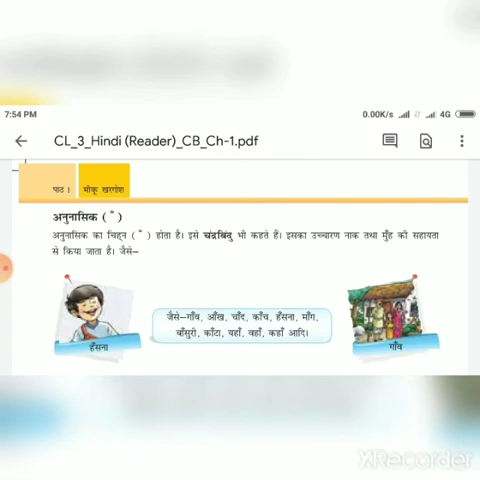 7:54 PM
0.00K/s
4G
CL_3_Hindi (Reader)_CB_Ch-1.pdf
पाठ 1
मीकू खरगोश
अनुनासिक ( ँ )
अनुनासिक का चिह्न ( ँ ) होता है। इसे चंद्रबिंदु भी कहते हैं। इसका उच्चारण नाक तथा मुँह की सहायता
से किया जाता है। जैसे–
जैसे–गाँव, आँख, चाँद, काँच, हँसना, माँग,
बाँसुरी, काँटा, यहाँ, वहाँ, कहाँ आदि।
हँसना
गाँव
XRecorder